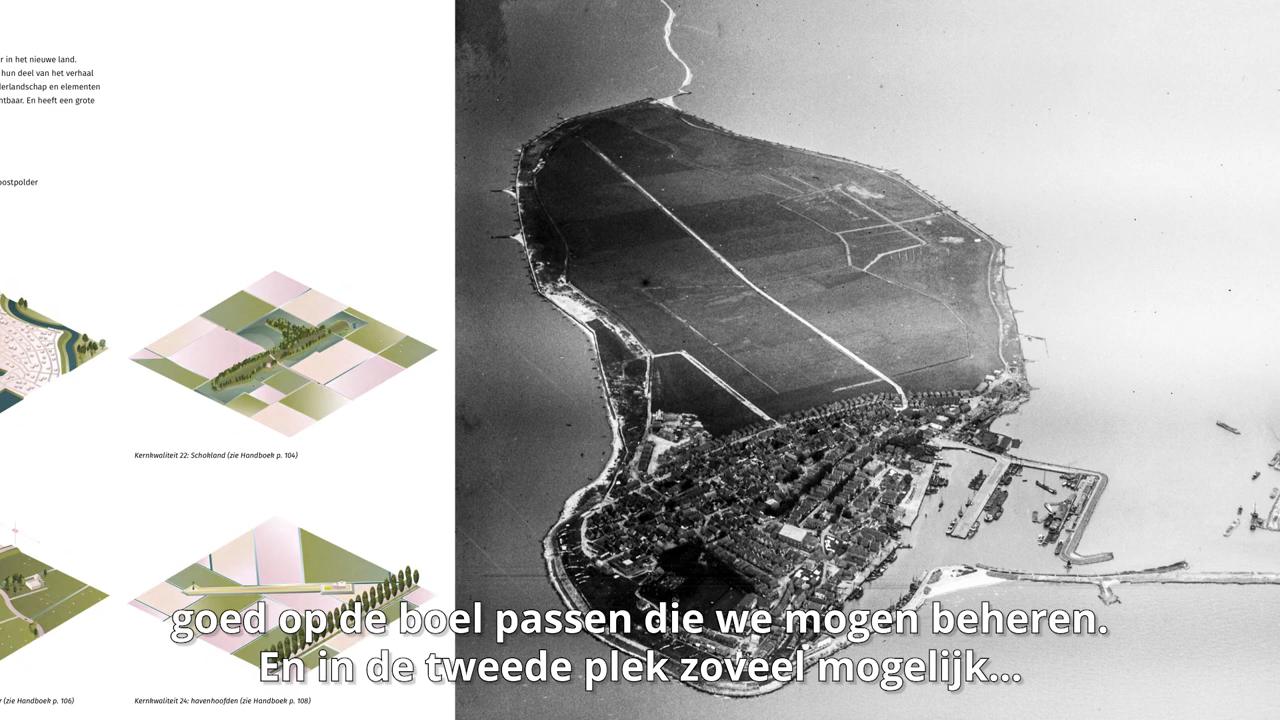 r in het nieuwe land.
hun deel van het verhaal
derlandschap en elementen
htbaar. En heeft een grote
oostpolder
Kernkwaliteit 22: Schokland (zie Handboek p. 104)
goed op de boel passen die we mogen beheren.
En in de tweede plek zoveel mogelijk...
r (zie Handboek p. 106)
Kernkwaliteit 24: havenhoofden (zie Handboek p. 108)